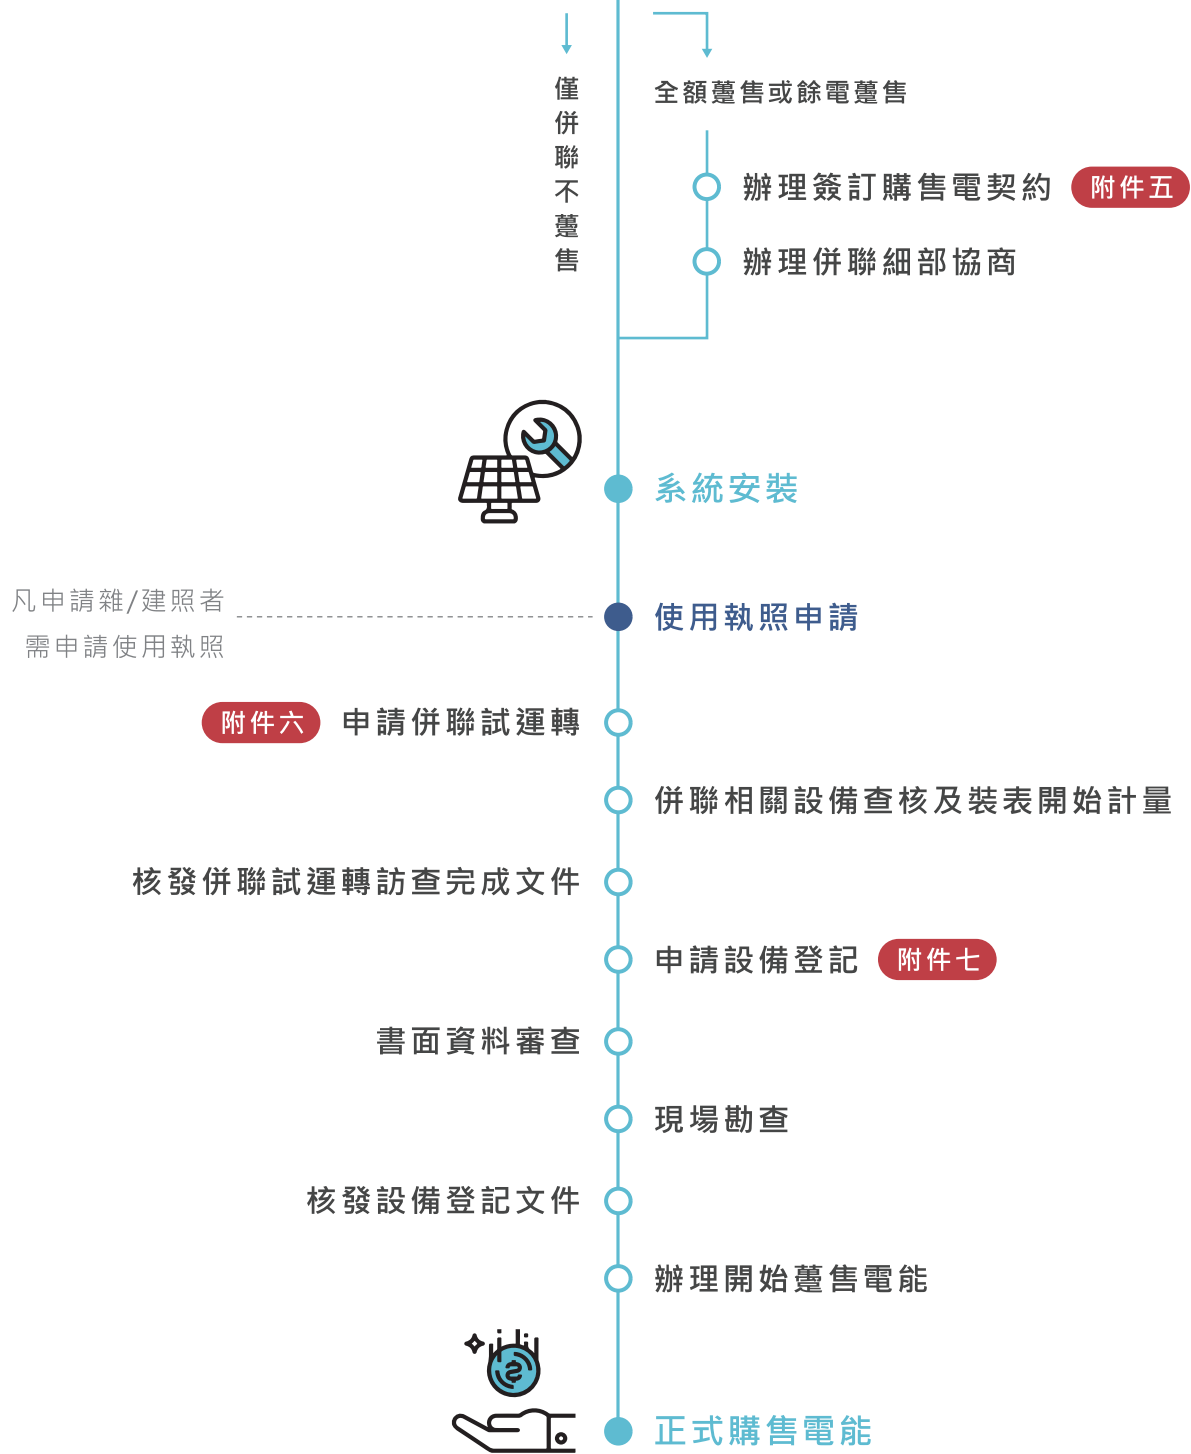 僅併聯不躉售
全額躉售或餘電躉售
辦理簽訂購售電契約 附件五
辦理併聯細部協商
系統安裝
凡申請雜/建照者
需申請使用執照
使用執照申請
附件六 申請併聯試運轉
併聯相關設備查核及裝表開始計量
核發併聯試運轉訪查完成文件
申請設備登記 附件七
書面資料審查
現場勘查
核發設備登記文件
辦理開始躉售電能
正式購售電能